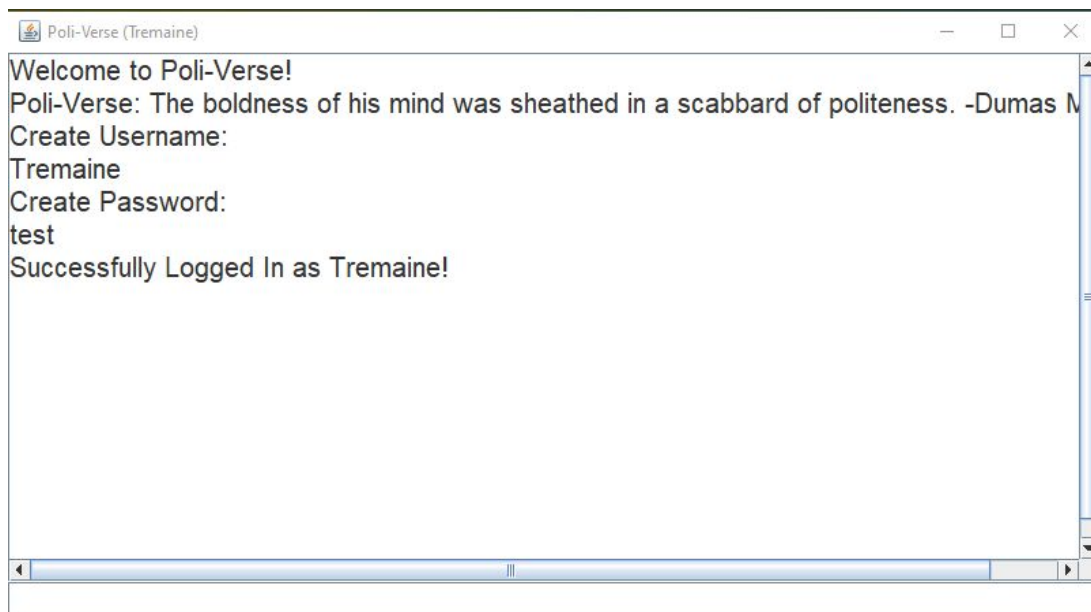 Poli-Verse (Tremaine)
Welcome to Poli-Verse!
Poli-Verse: The boldness of his mind was sheathed in a scabbard of politeness. -Dumas
Create Username:
Tremaine
Create Password:
test
Successfully Logged In as Tremaine!